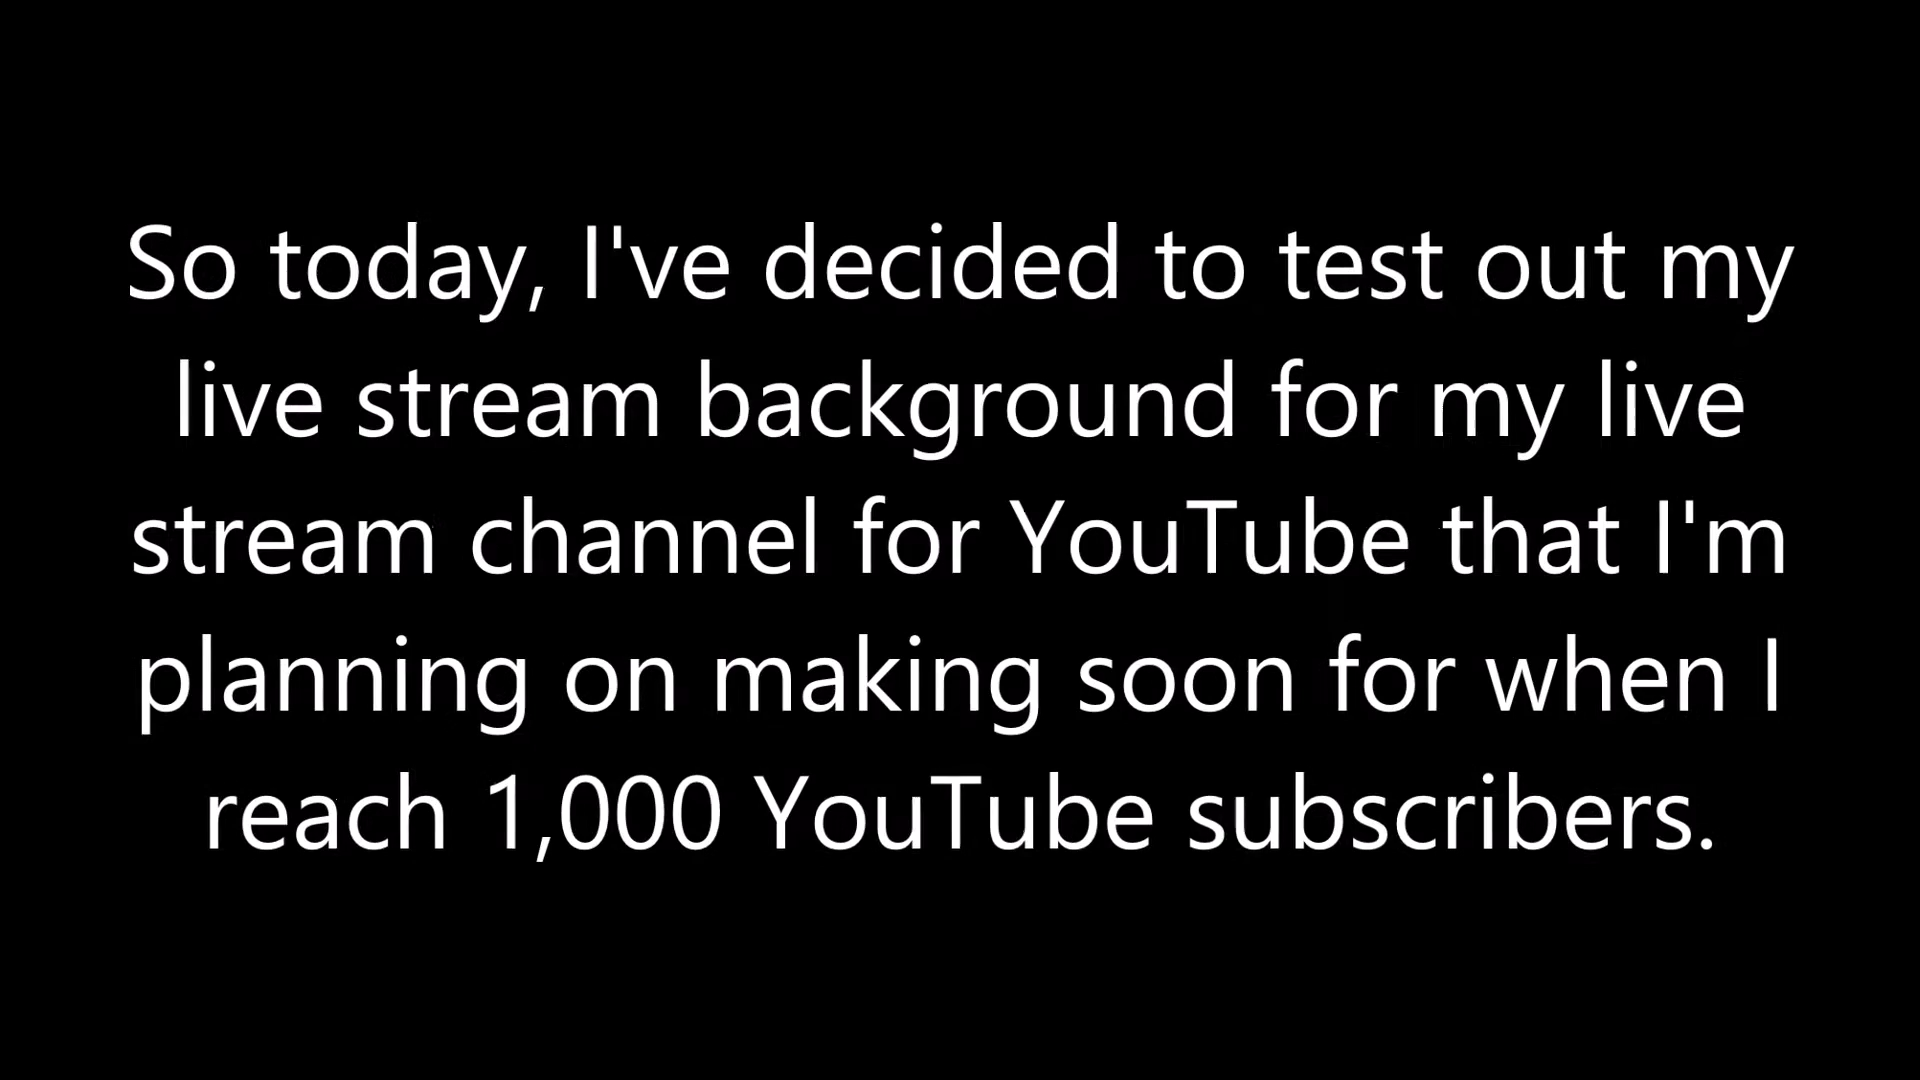 So today, I've decided to test out my
live stream background for my live
stream channel for YouTube that I'm
planning on making soon for when I
reach 1,000 YouTube subscribers.